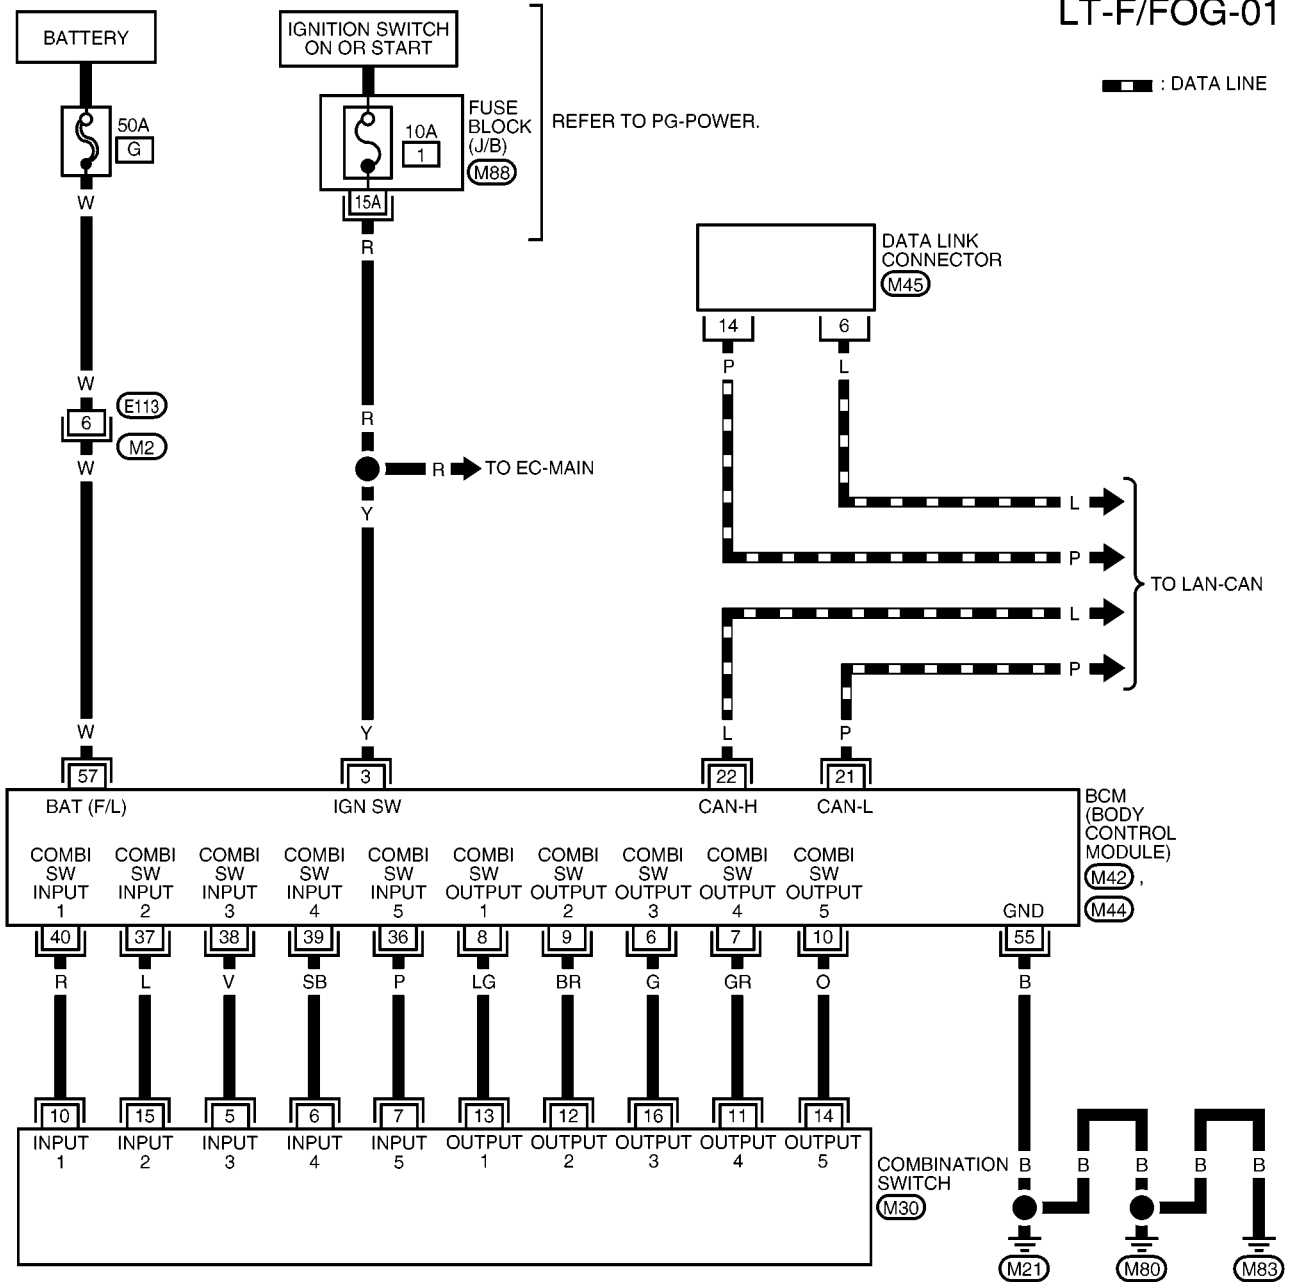 LT-F/FOG-01
BATTERY
IGNITION SWITCH
ON OR START
: DATA LINE
50A
G
10A
1
FUSE
BLOCK
(J/B)
M88
REFER TO PG-POWER.
15A
W
R
DATA LINK
CONNECTOR
M45
14
6
P
L
W
E113
6
M2
W
R
R
TO EC-MAIN
Y
L
P
TO LAN-CAN
L
P
W
Y
L
P
57
3
22
21
BAT (F/L)
IGN SW
CAN-H
CAN-L
BCM
(BODY
CONTROL
MODULE)
M42 ,
M44
COMBI
SW
INPUT
1
COMBI
SW
INPUT
2
COMBI
SW
INPUT
3
COMBI
SW
INPUT
4
COMBI
SW
INPUT
5
COMBI
SW
OUTPUT
1
COMBI
SW
OUTPUT
2
COMBI
SW
OUTPUT
3
COMBI
SW
OUTPUT
4
COMBI
SW
OUTPUT
5
GND
40
37
38
39
36
8
9
6
7
10
55
R
L
V
SB
P
LG
BR
G
GR
O
B
10
15
5
6
7
13
12
16
11
14
INPUT
1
INPUT
2
INPUT
3
INPUT
4
INPUT
5
OUTPUT
1
OUTPUT
2
OUTPUT
3
OUTPUT
4
OUTPUT
5
COMBINATION
SWITCH
M30
B
B
B
B
B
M21
M80
M83